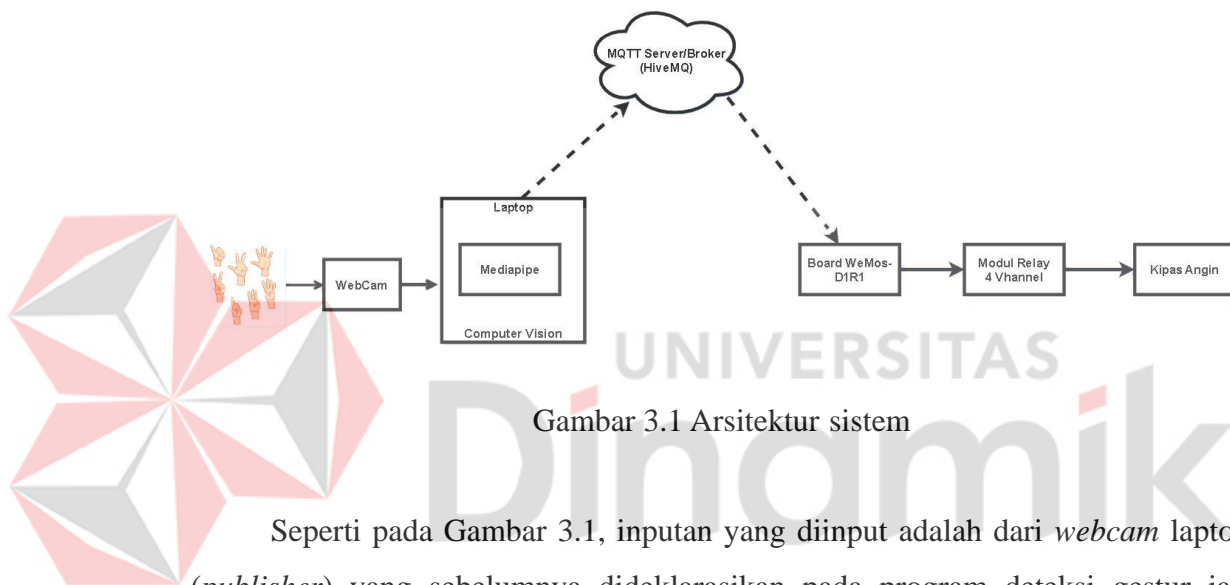 MQTT Server/Broker
(HiveMQ)
Laptop
Mediapipe
Computer Vision
WebCam
Board WeMos-
D1R1
Modul Relay
4 Vhannel
Kipas Angin
UNIVERSITAS
Dinamik
Gambar 3.1 Arsitektur sistem
Seperti pada Gambar 3.1, inputan yang diinput adalah dari webcam lapto
(publisher) yang sebelumnya dideklarasikan pada program deteksi gestur